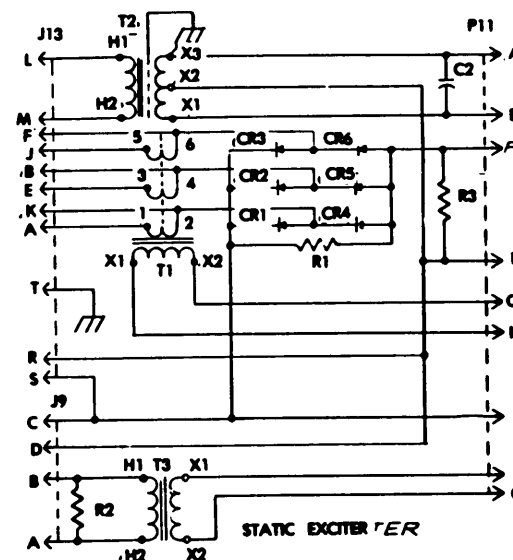 J13
T2
P11
H1
X3
L
A
X2
C2
H2
X1
M
F
5
6
CR3
CR6
J
B
3
4
CR2
CR5
E
R3
K
1
2
CR1
CR4
A
R1
X1
T1
X2
T
R
S
J9
C
D
B
H1
T3
X1
R2
STATIC EXCITER TER
A
H2
X2